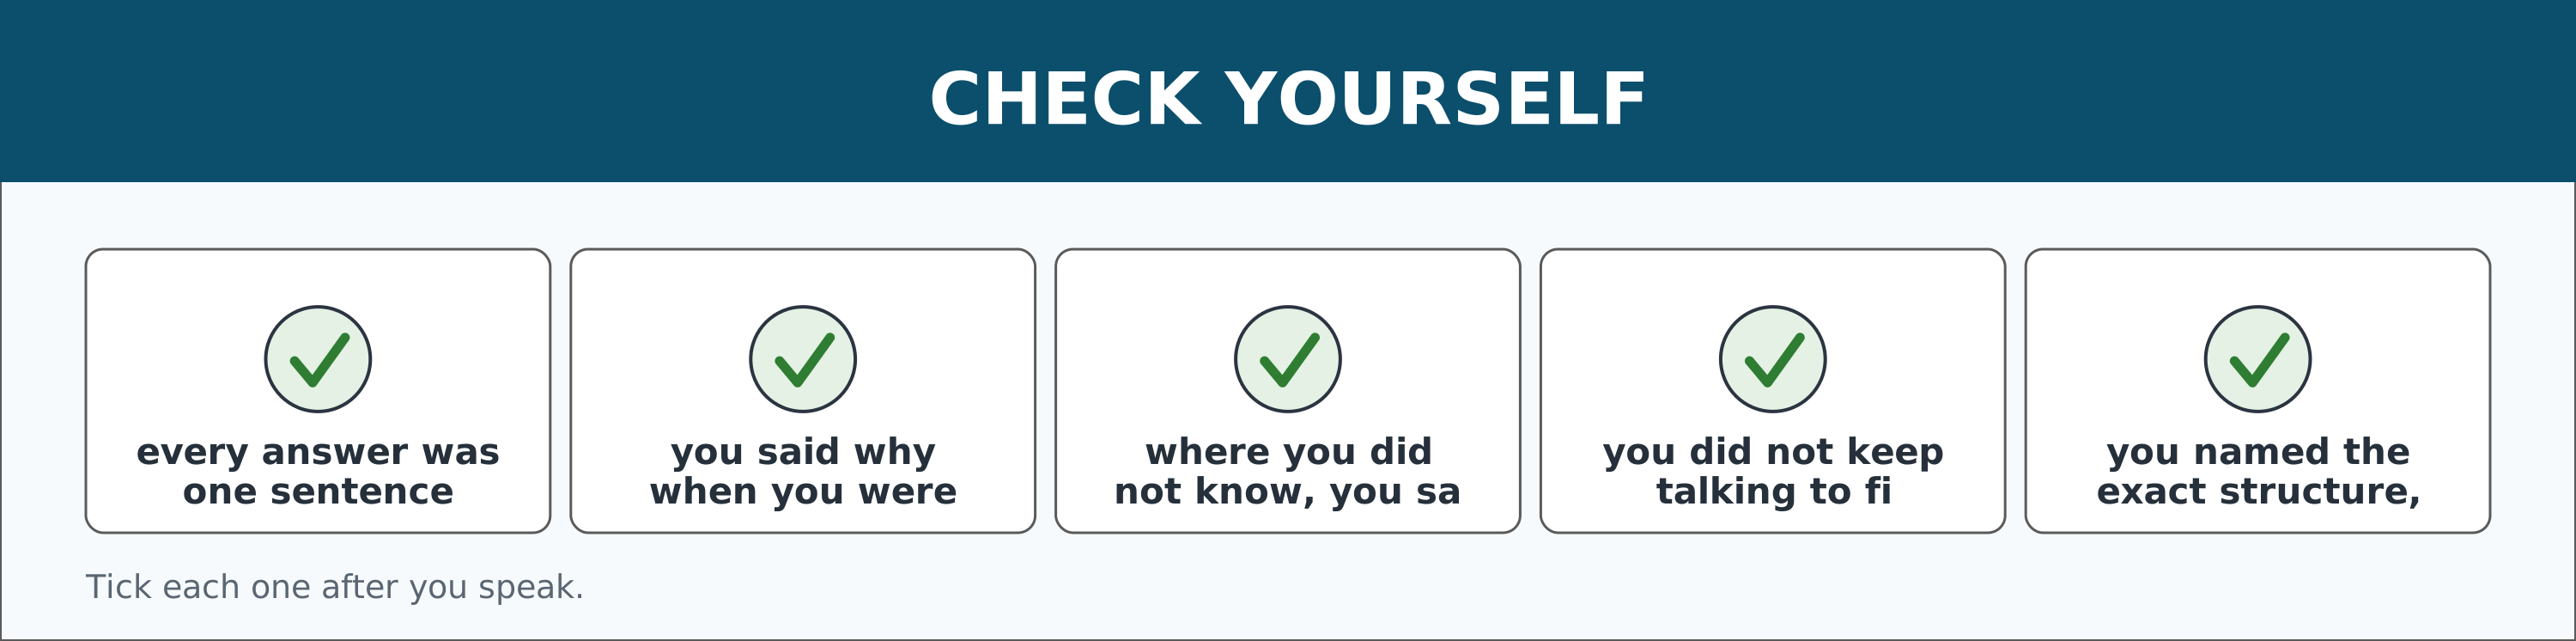 CHECK YOURSELF
every answer was
one sentence
you said why
when you were
where you did
not know, you sa
you did not keep
talking to fi
you named the
exact structure,
Tick each one after you speak.